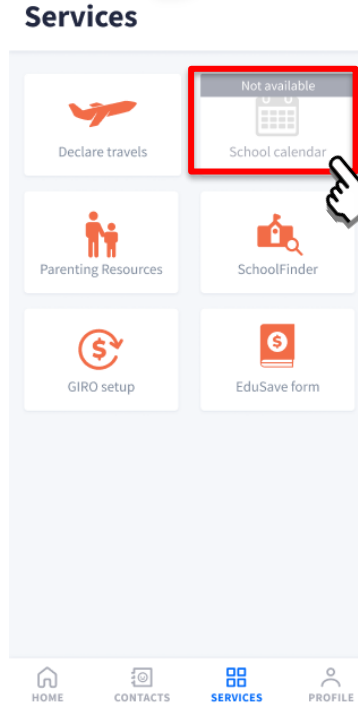 Services
Not available
Declare travels
School calendar
Parenting Resources
SchoolFinder
$
GIRO setup
$
EduSave form
HOME
CONTACTS
SERVICES
PROFILE